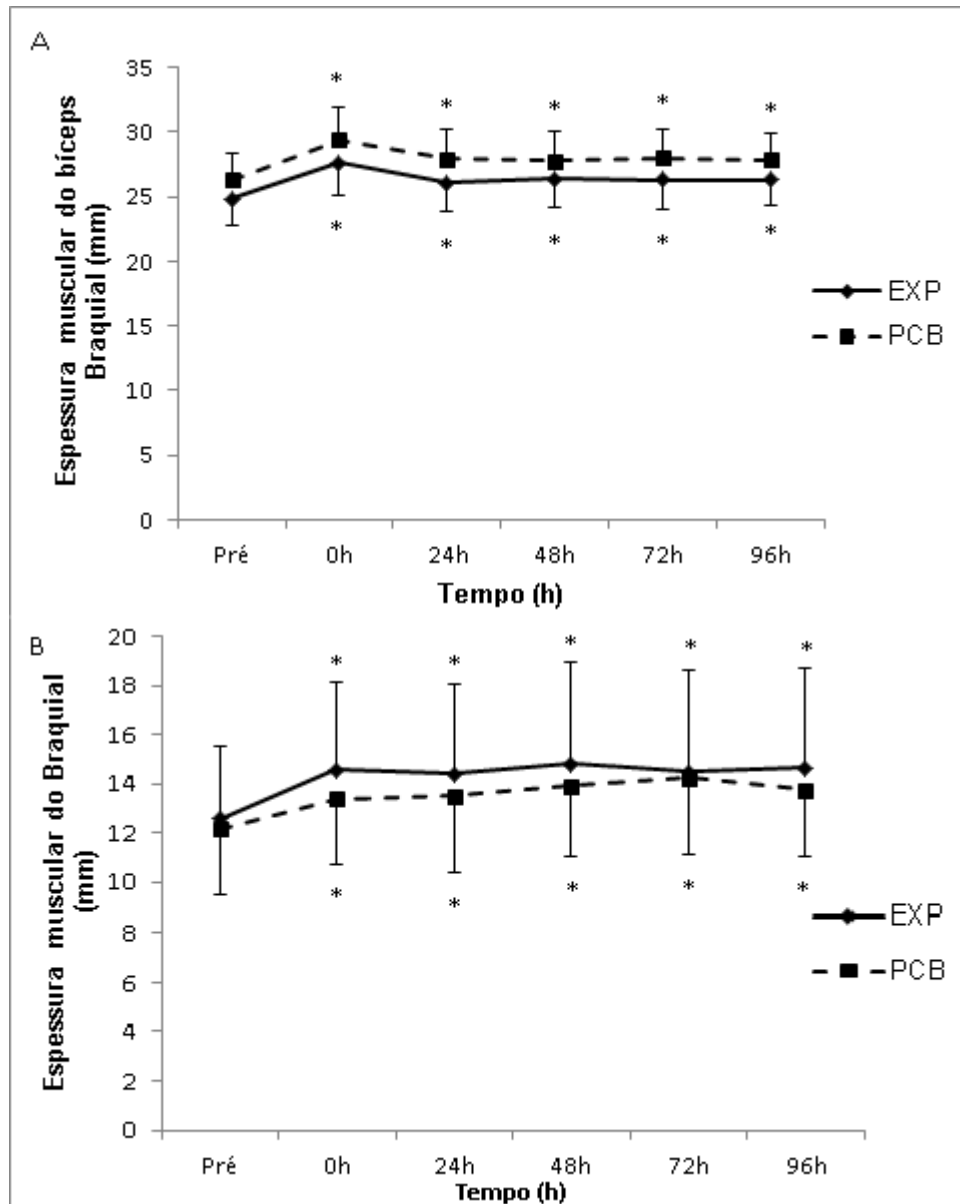 A
Espessura muscular do bíceps
Braquial (mm)
35
*
*
*
*
*
30
25
*
*
*
*
*
20
15
10
5
0
EXP
PCB
Pré
0h
24h
48h
72h
96h
Tempo (h)
B
Espessura muscular do Braquial
(mm)
20
*
*
*
*
*
18
16
14
12
10
*
*
*
*
*
8
6
4
2
0
EXP
PCB
Pré
0h
24h
48h
72h
96h
Tempo (h)